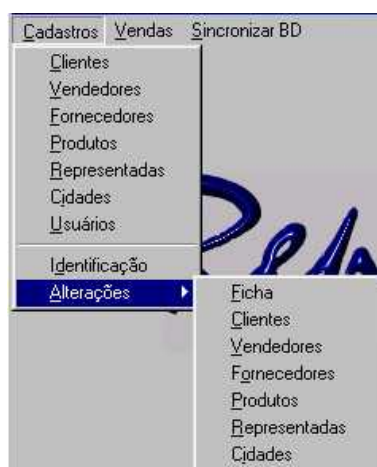 Cadastros Vendas Sincronizar BD
Clientes
Vendedores
Fornecedores
Produtos
Representadas
Cidades
Usuários
Identificação
Alterações
Ficha
Clientes
Vendedores
Fornecedores
Produtos
Representadas
Cidades